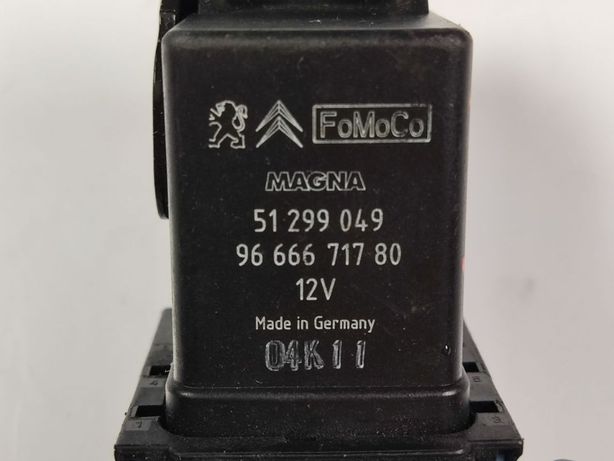 FoMoCo
MAGNA
51 299 049
96 666 717 80
12V
Made in Germany
04K11